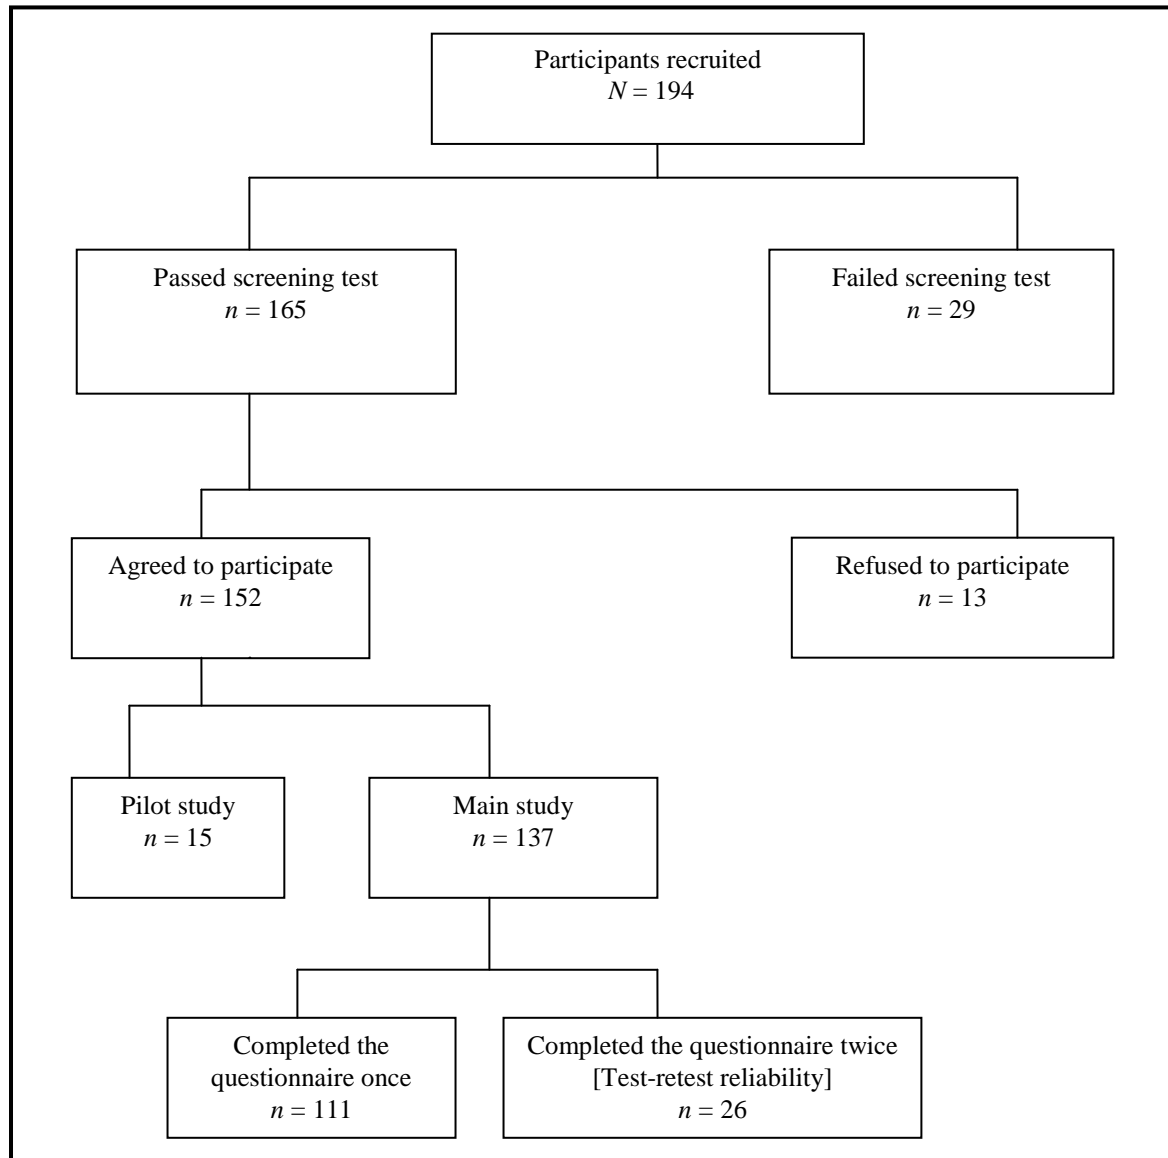 Participants recruited
N = 194
Passed screening test
n = 165
Failed screening test
n = 29
Agreed to participate
n = 152
Refused to participate
n = 13
Pilot study
n = 15
Main study
n = 137
Completed the
questionnaire once
n = 111
Completed the questionnaire twice
[Test-retest reliability]
n = 26